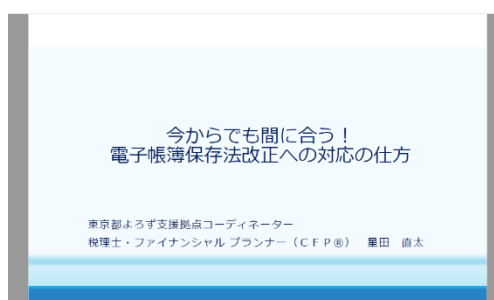 今からでも間に合う！
電子帳簿保存法改正への対応の仕方
東京都よろず支援拠点コーディネーター
税理士・ファイナンシャル プランナー（ＣＦＰ®） 星田　直太